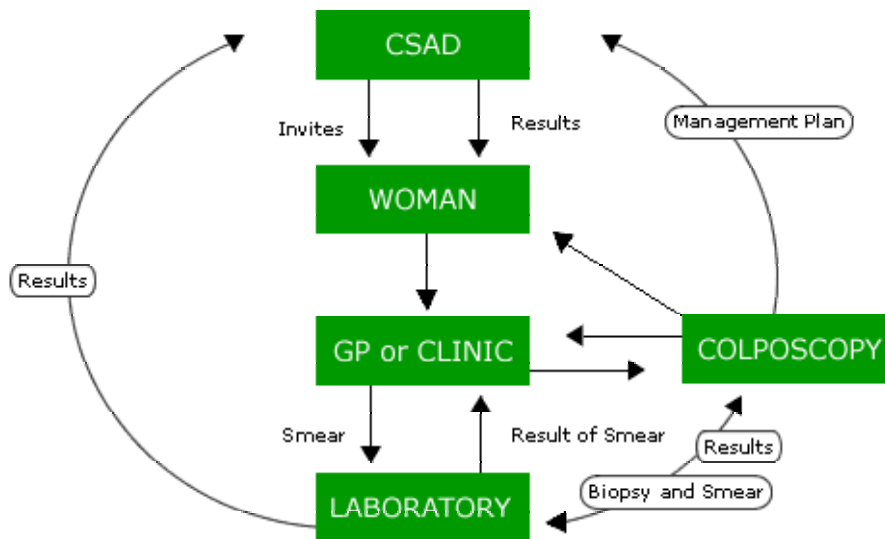 CSAD
Invites
Results
Management Plan
WOMAN
Results
GP or CLINIC
COLPOSCOPY
Smear
Result of Smear
Results
Biopsy and Smear
LABORATORY